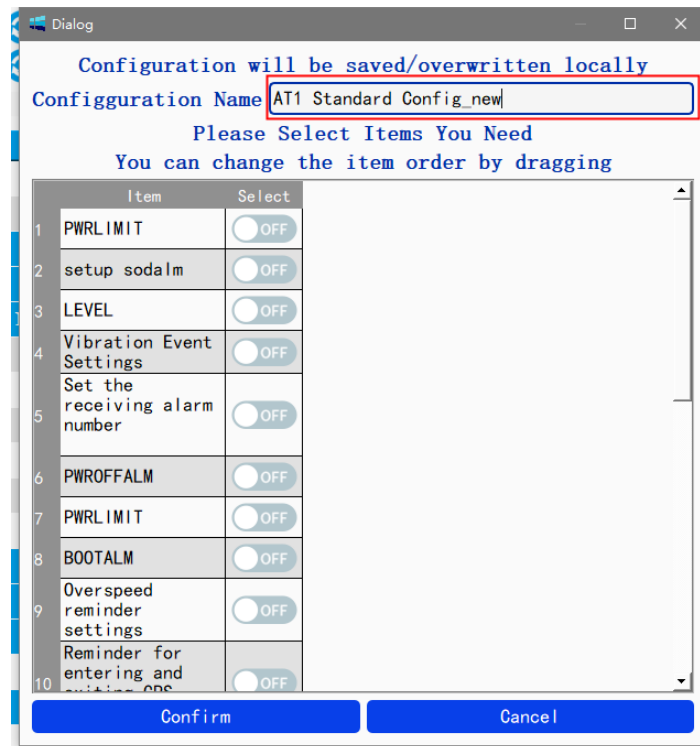 Dialog
Configuration will be saved/overwritten locally
Configguration Name AT1 Standard Config_new
Please Select Items You Need
You can change the item order by dragging
Item Select
1 PWRLIMIT OFF
2 setup sodalm OFF
3 LEVEL OFF
4 Vibration Event
Settings OFF
5 Set the
receiving alarm
number OFF
6 PWROFFALM OFF
7 PWRLIMIT OFF
8 BOOTALM OFF
9 Overspeed
reminder
settings OFF
10 Reminder for
entering and
OFF
Confirm Cancel